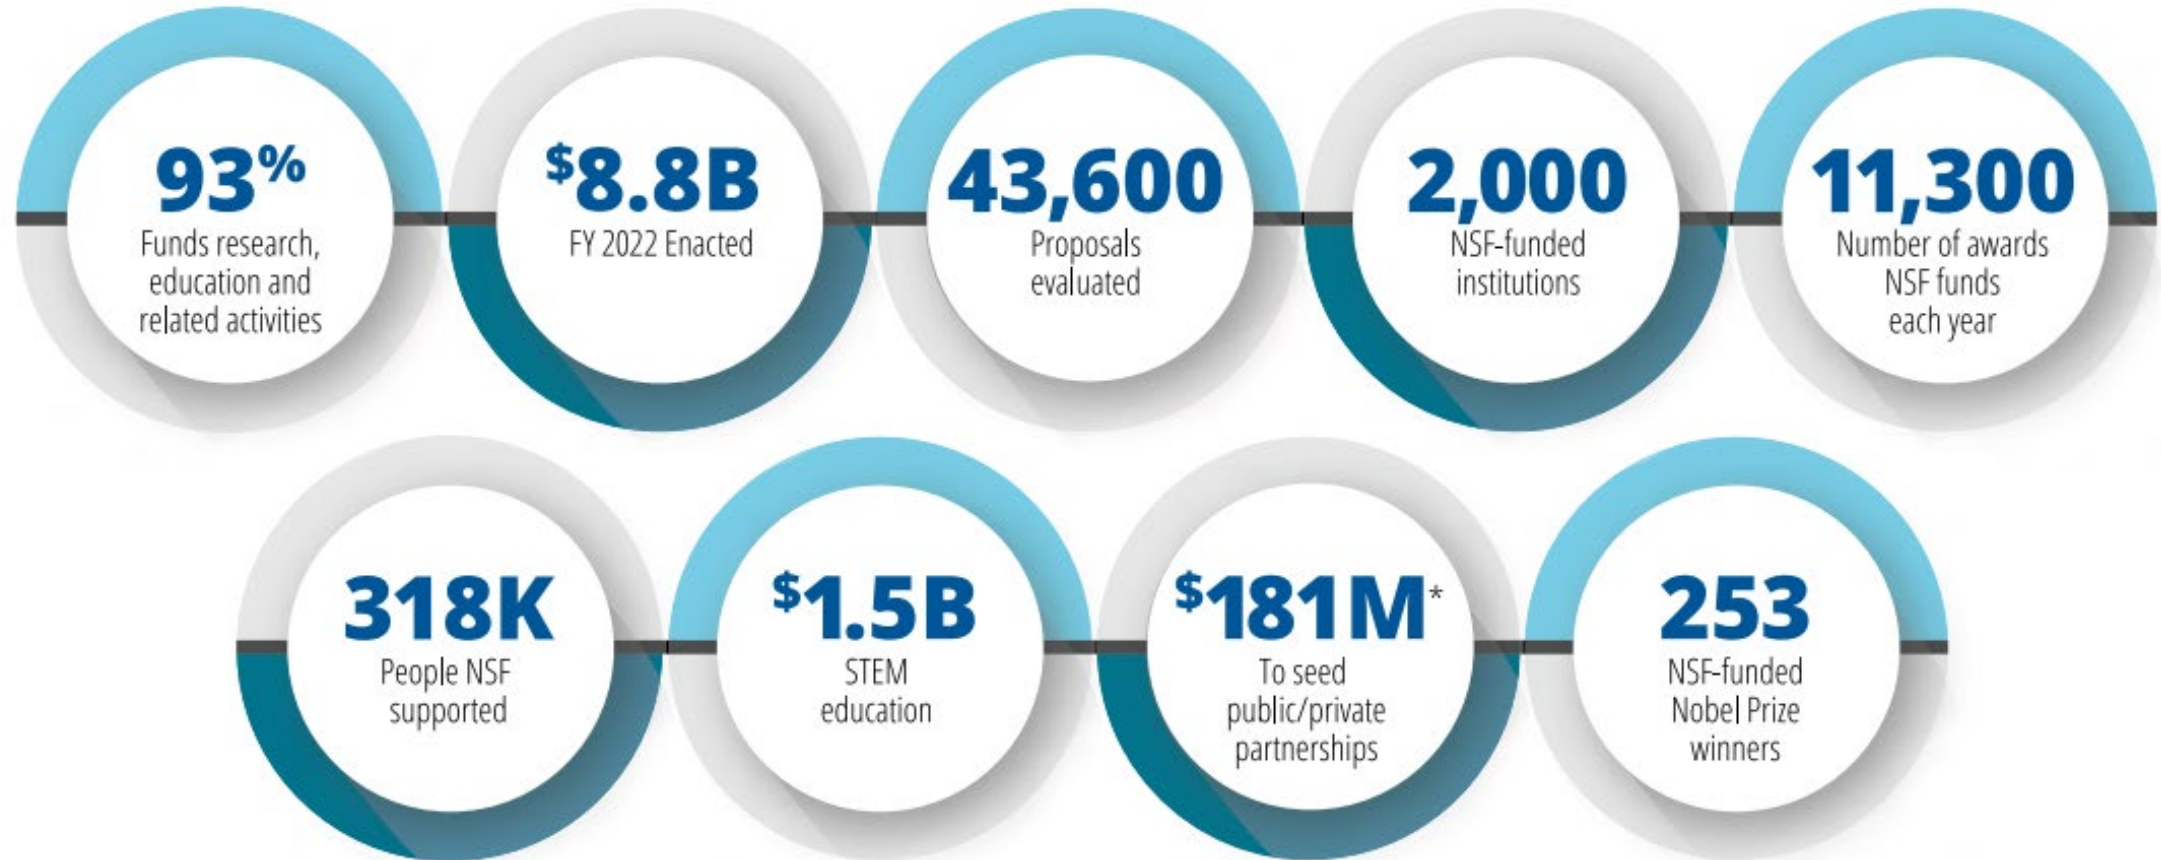 93%
Funds research,
education and
related activities
$8.8B
FY 2022 Enacted
43,600
Proposals
evaluated
2,000
NSF-funded
institutions
11,300
Number of awards
NSF funds
each year
318K
People NSF
supported
$1.5B
STEM
education
$181M*
To seed
public/private
partnerships
253
NSF-funded
Nobel Prize
winners